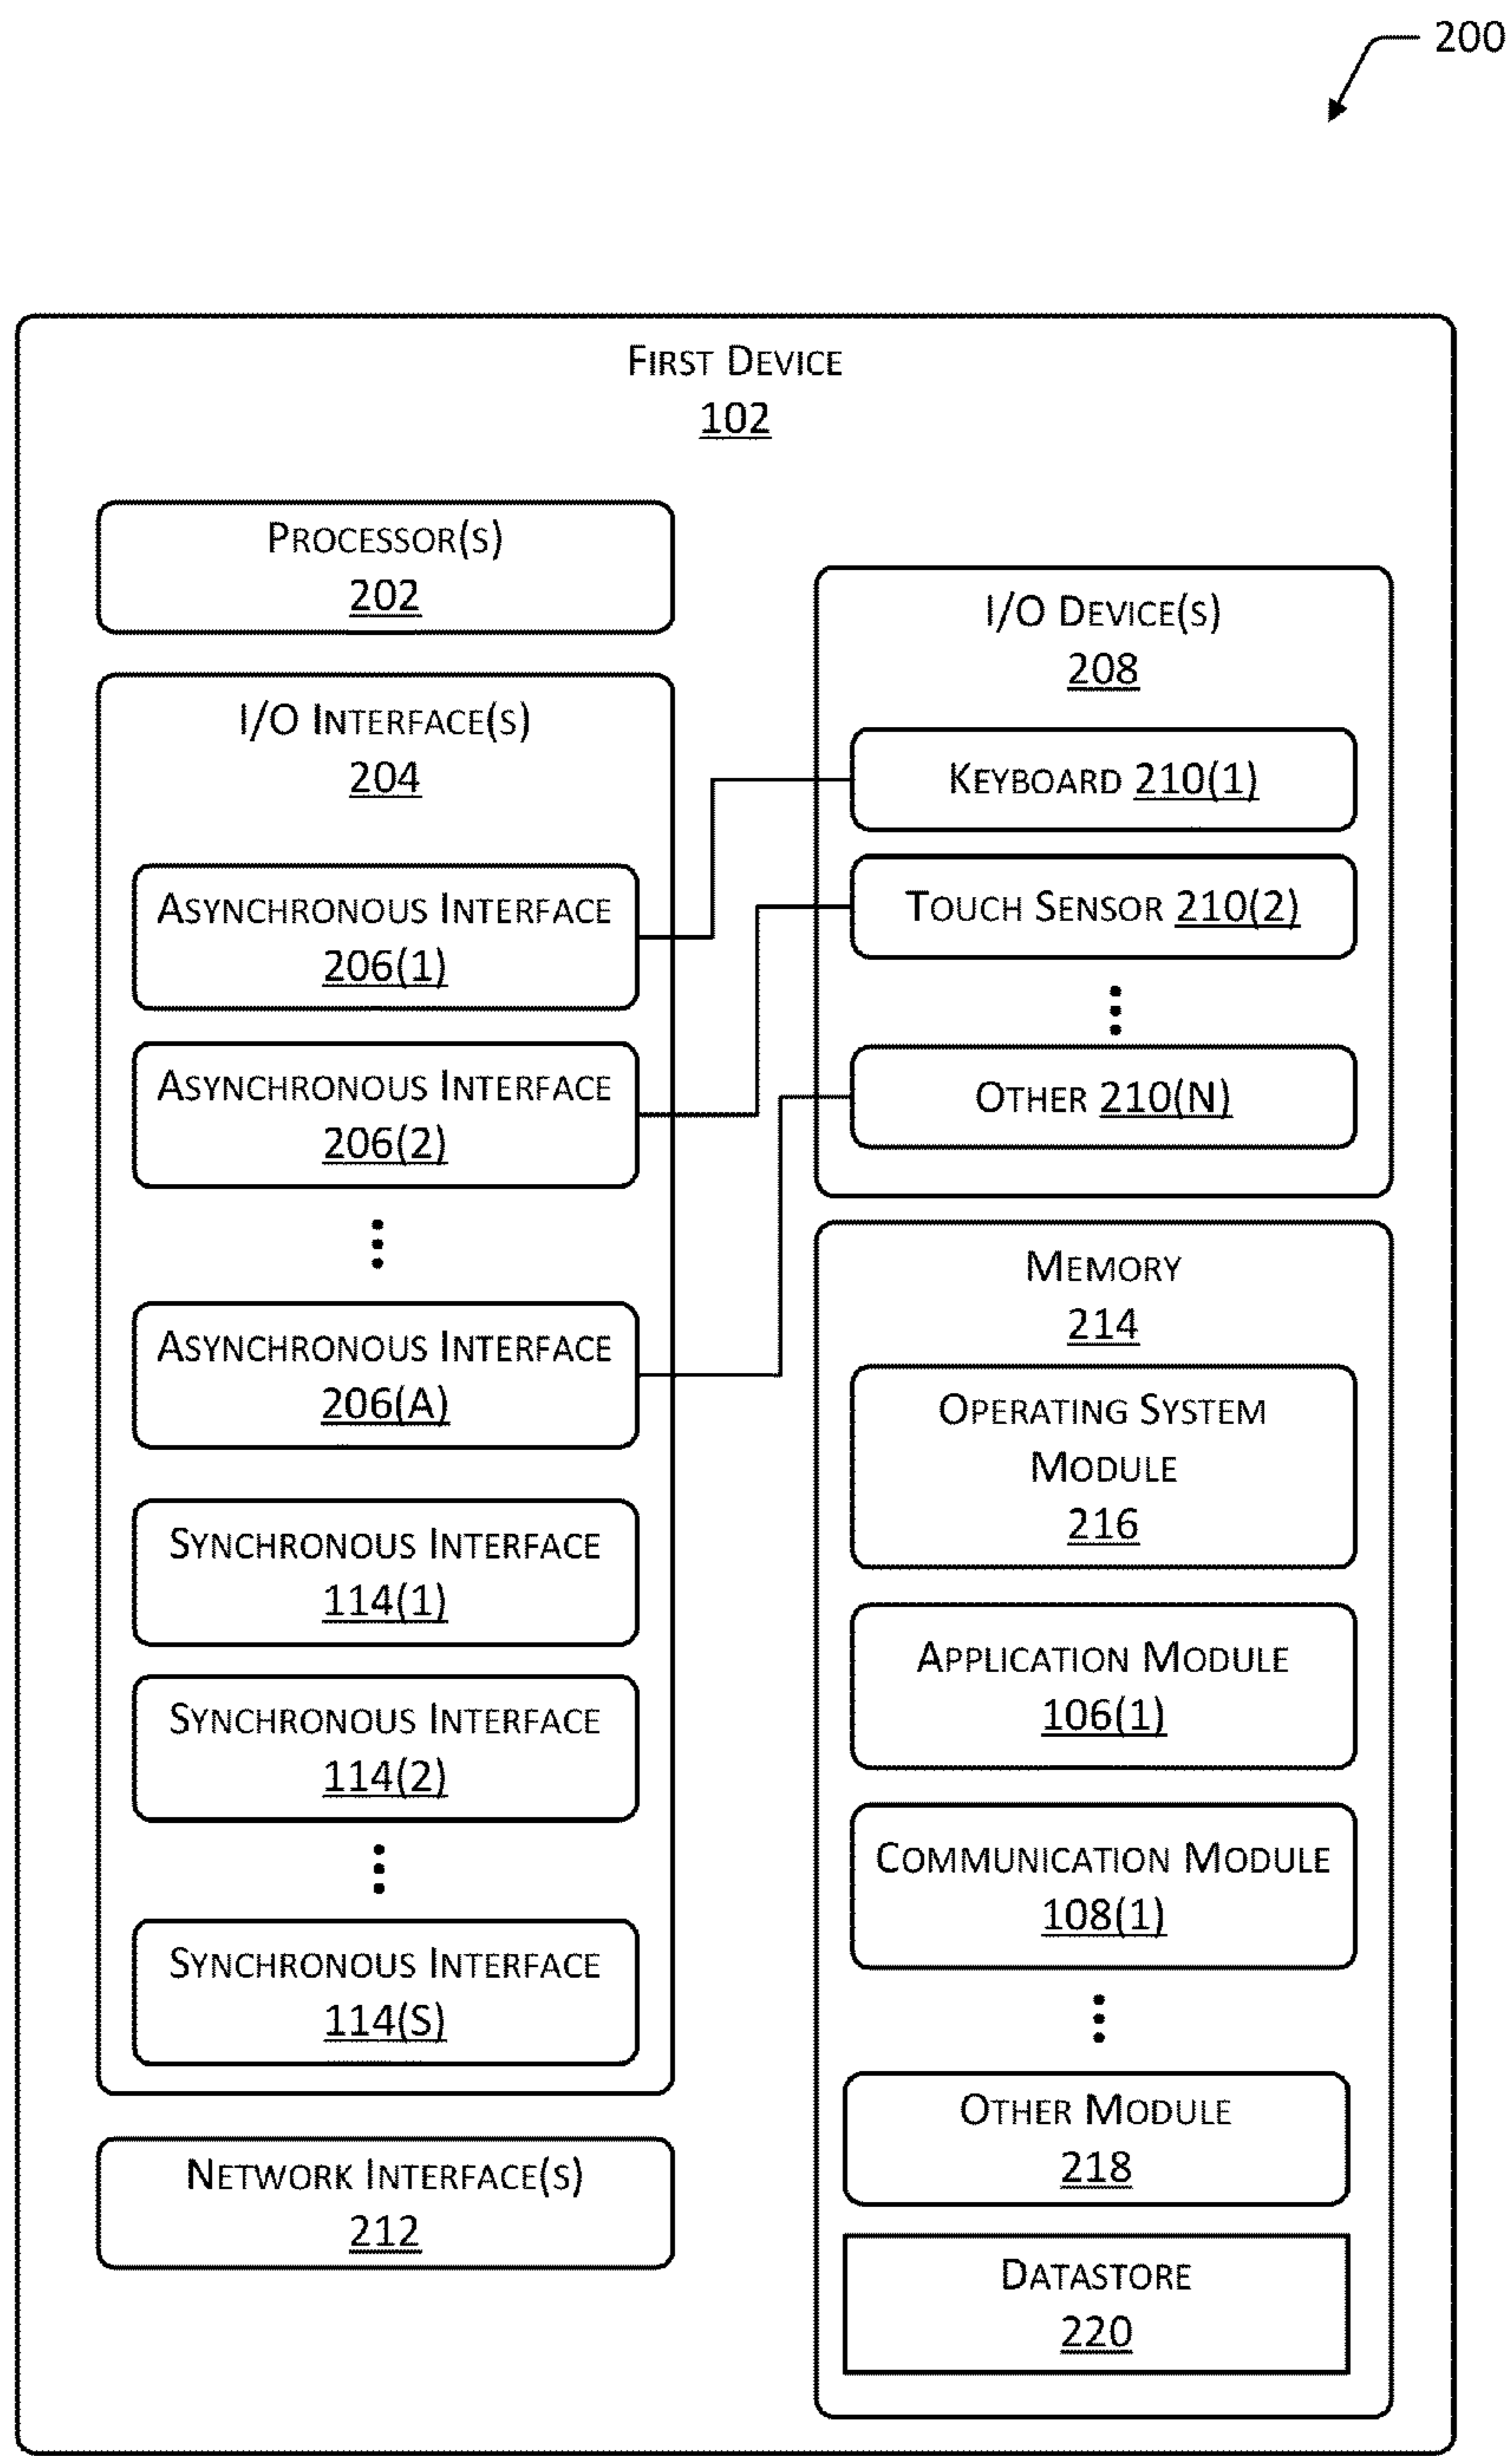 200
First Device
102
Processor(s)
202
I/O Interface(s)
204
Asynchronous Interface
206(1)
Asynchronous Interface
206(2)
Asynchronous Interface
206(A)
Synchronous Interface
114(1)
Synchronous Interface
114(2)
Synchronous Interface
114(S)
Network Interface(s)
212
I/O Device(s)
208
Keyboard 210(1)
Touch Sensor 210(2)
Other 210(N)
Memory
214
Operating System
Module
216
Application Module
106(1)
Communication Module
108(1)
Other Module
218
Datastore
220